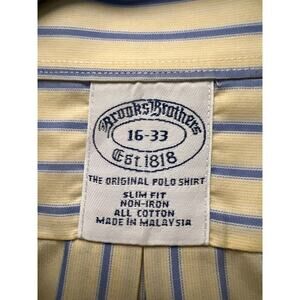 Brooks Brothers
16-33
Est. 1818
THE ORIGINAL POLO SHIRT
SLIM FIT
NON-IRON
ALL COTTON
MADE IN MALAYSIA